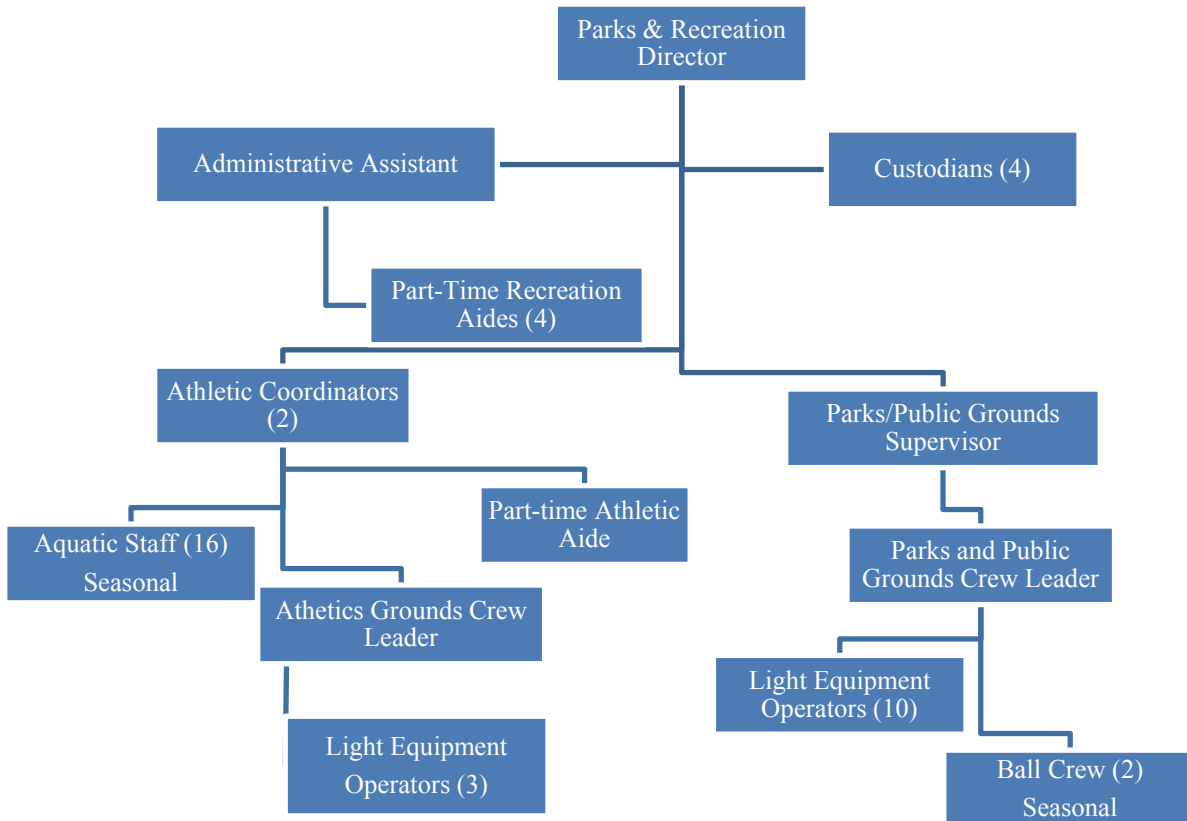 Parks & Recreation
Director
Administrative Assistant
Custodians (4)
Part-Time Recreation
Aides (4)
Athletic Coordinators
(2)
Parks/Public Grounds
Supervisor
Part-time Athletic
Aide
Aquatic Staff (16)
Seasonal
Parks and Public
Grounds Crew Leader
Athetics Grounds Crew
Leader
Light Equipment
Operators (10)
Light Equipment
Operators (3)
Ball Crew (2)
Seasonal